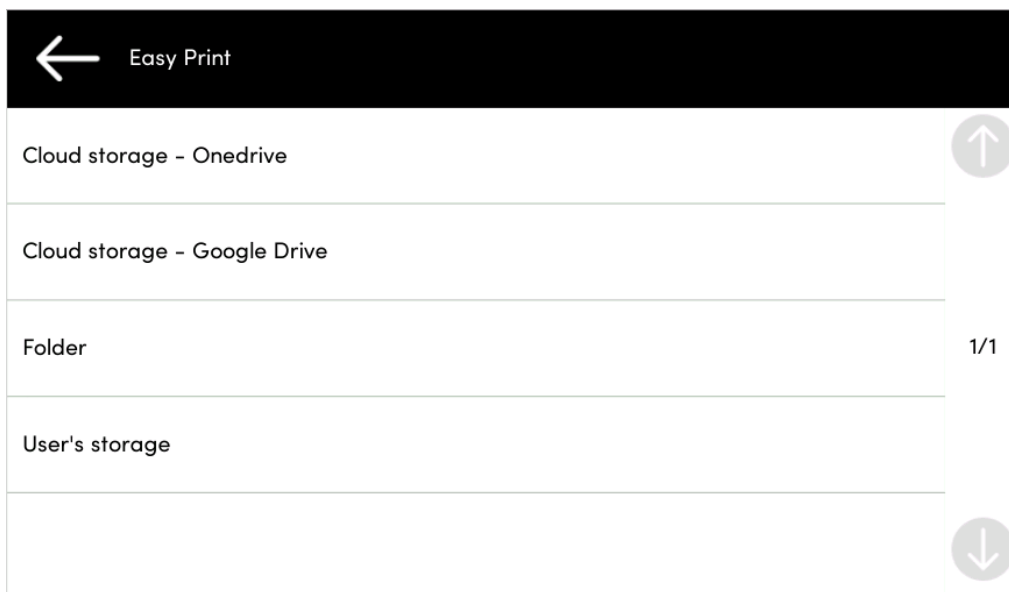 Easy Print
Cloud storage - Onedrive
Cloud storage - Google Drive
Folder
1/1
User's storage